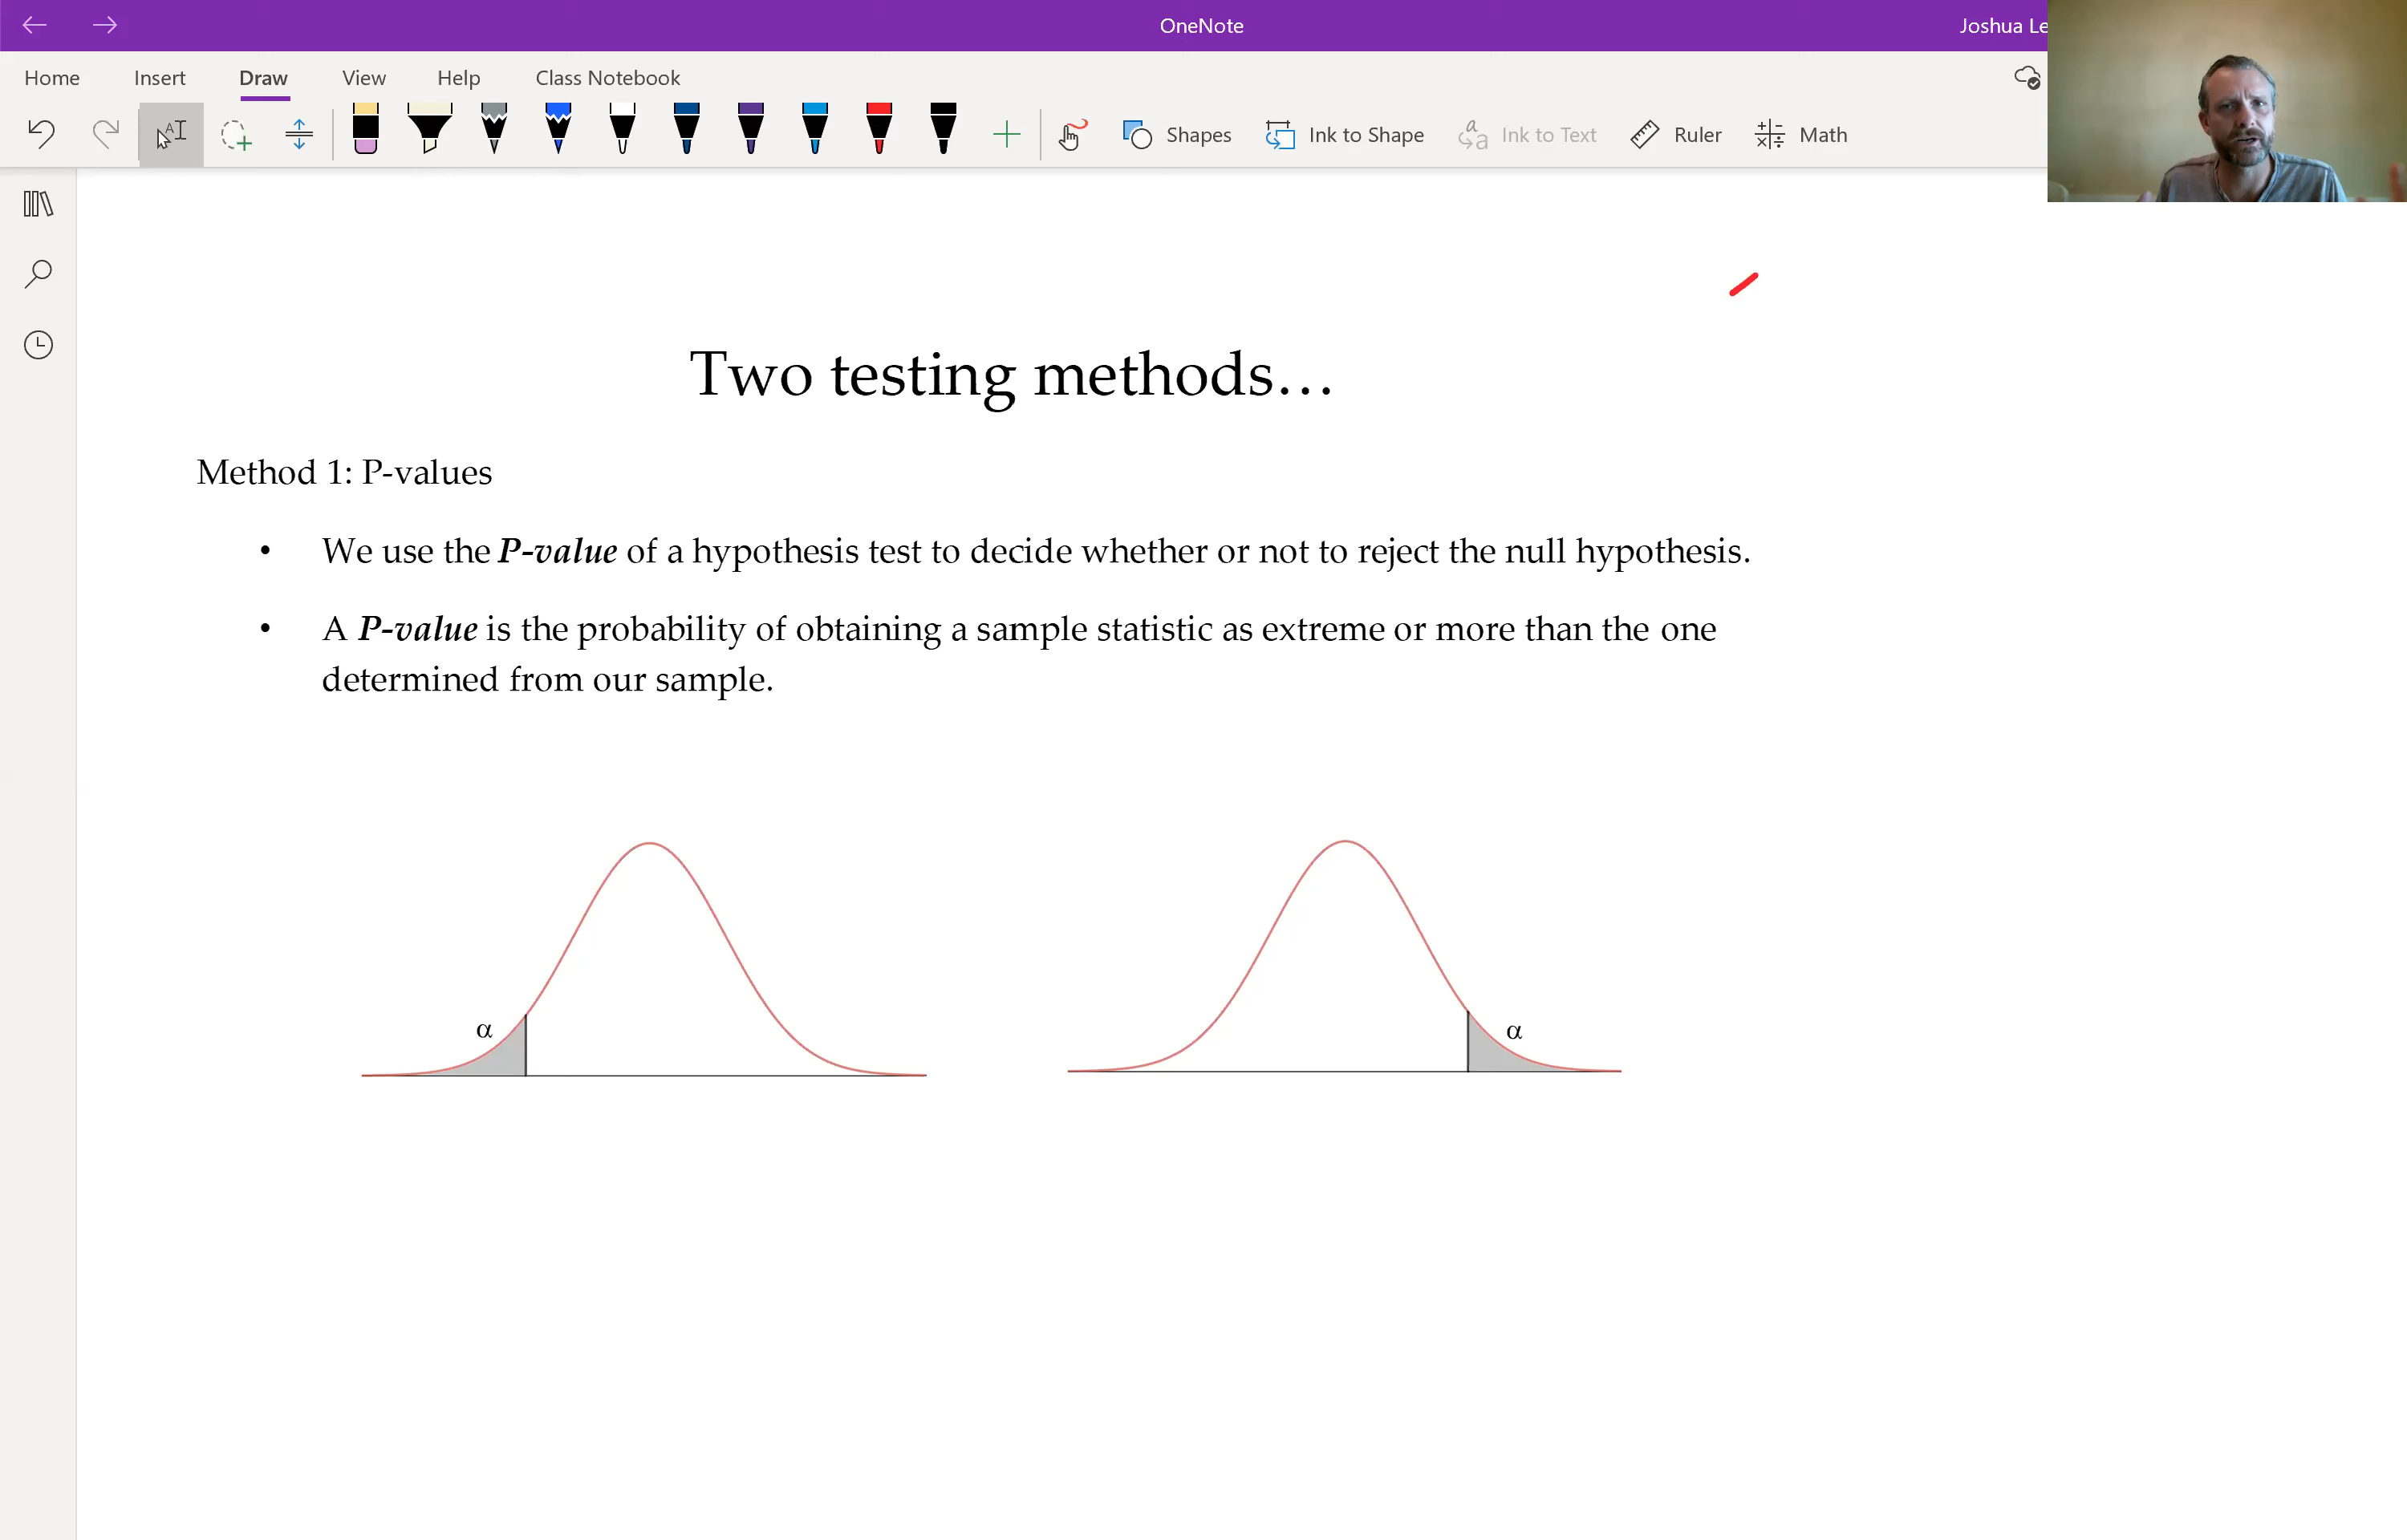 OneNote
Joshua Le
Home Insert Draw View Help Class Notebook
Shapes Ink to Shape Ink to Text Ruler Math
Two testing methods...
Method 1: P-values
• We use the P-value of a hypothesis test to decide whether or not to reject the null hypothesis.
• A P-value is the probability of obtaining a sample statistic as extreme or more than the one
determined from our sample.
α
α